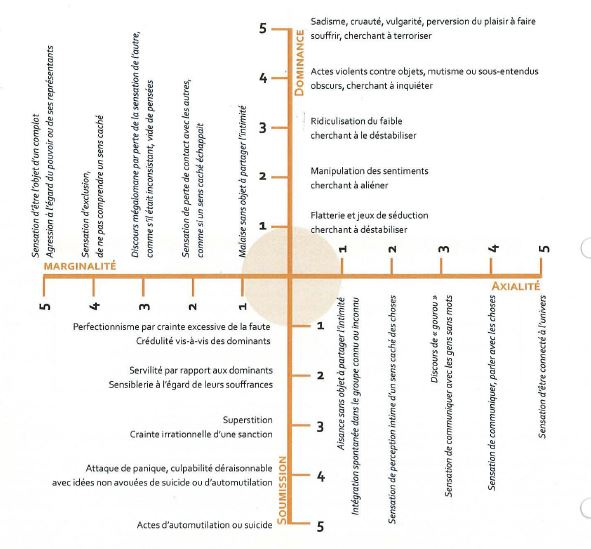 5
Sadisme, cruauté, vulgarité, perversion du plaisir à faire
souffrir, cherchant à terroriser
DOMINANCE
4
Actes violents contre objets, mutisme ou sous-entendus
obscurs, cherchant à inquiéter
3
Ridiculisation du faible
cherchant à le déstabiliser
2
Manipulation des sentiments
cherchant à aliéner
1
Flatterie et jeux de séduction
cherchant à déstabiliser
Sensation d'être l'objet d'un complot
Agression à l'égard du pouvoir ou de ses représentants
Sensation d'exclusion,
de ne pas comprendre un sens caché
Discours mégalomane par perte de la sensation de l'autre,
comme s'il était inconsistant, vide de pensées
Sensation de perte de contact avec les autres,
comme si un sens caché échappait
Malaise sans objet à partager l'intimité
MARGINALITÉ
5
4
3
2
1
1
2
3
4
5
AXIALITÉ
Aisance sans objet à partager l'intimité
Intégration spontanée dans le groupe connu ou inconnu
Sensation de perception intime d'un sens caché des choses
Discours de « gourou »
Sensation de communiquer avec les gens sans mots
Sensation de communiquer, parler avec les choses
Sensation d'être connecté à l'univers
1
Perfectionnisme par crainte excessive de la faute
Crédulité vis-à-vis des dominants
2
Servilité par rapport aux dominants
Sensiblerie à l'égard de leurs souffrances
3
Superstition
Crainte irrationnelle d'une sanction
4
Attaque de panique, culpabilité déraisonnable
avec idées non avouées de suicide ou d'automutilation
SOUMISSION
5
Actes d'automutilation ou suicide